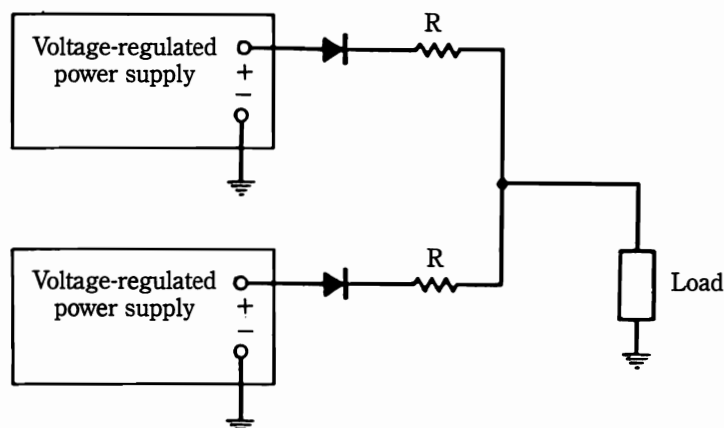 R
Voltage-regulated
power supply
+
−
R
Voltage-regulated
power supply
+
−
Load